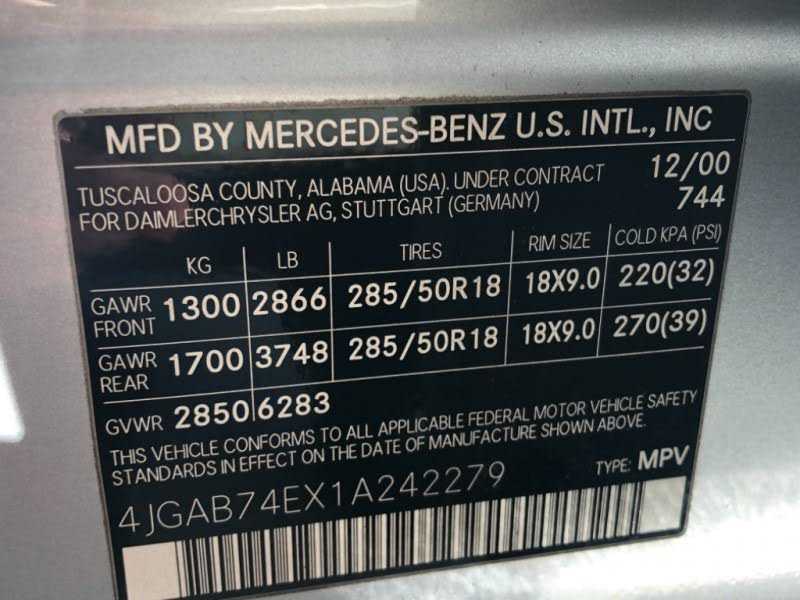 MFD BY MERCEDES-BENZ U.S. INTL., INC
TUSCALOOSA COUNTY, ALABAMA (USA). UNDER CONTRACT 12/00
FOR DAIMLERCHRYSLER AG, STUTTGART (GERMANY) 744
KG LB TIRES RIM SIZE COLD KPA (PSI)
GAWR FRONT 1300 2866 285/50R18 18X9.0 220(32)
GAWR REAR 1700 3748 285/50R18 18X9.0 270(39)
GVWR 2850 6283
THIS VEHICLE CONFORMS TO ALL APPLICABLE FEDERAL MOTOR VEHICLE SAFETY
STANDARDS IN EFFECT ON THE DATE OF MANUFACTURE SHOWN ABOVE.
TYPE: MPV
4JGAB74EX1A242279